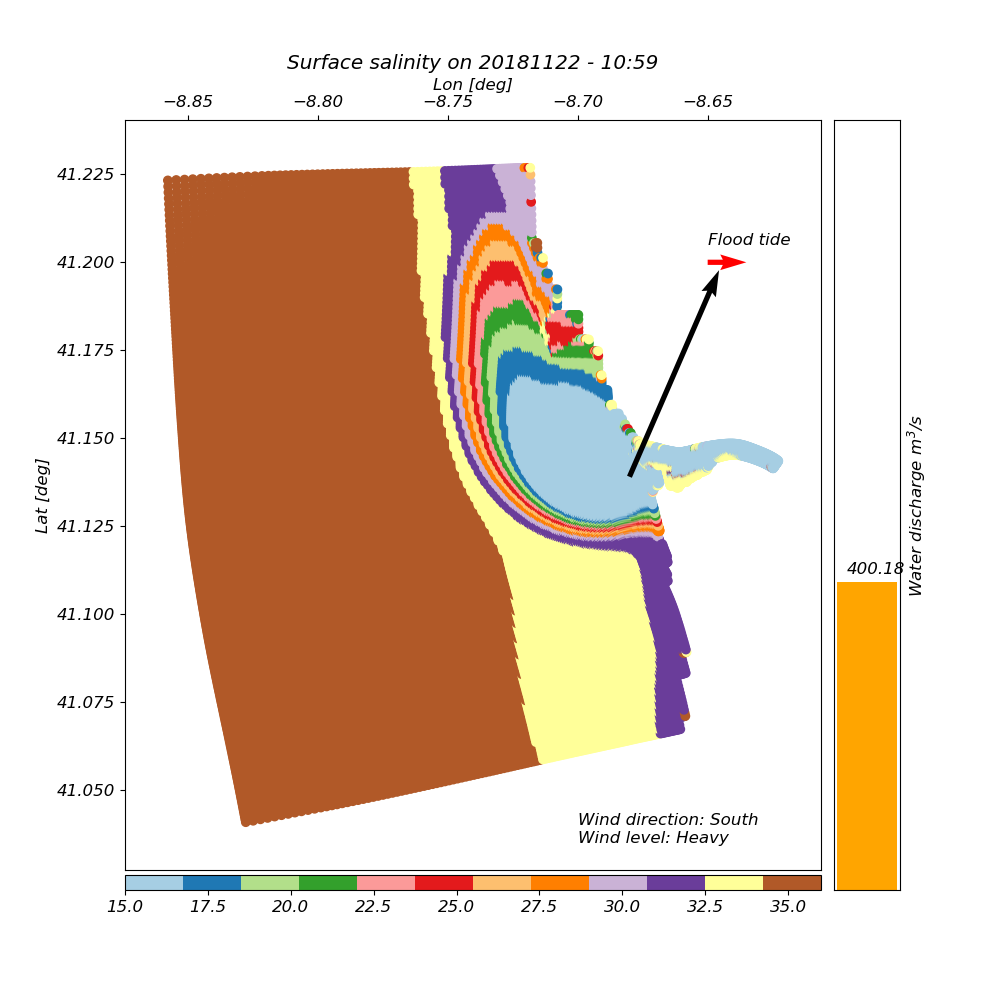 Surface salinity on 20181122 - 10:59
Lon [deg]
−8.85 −8.80 −8.75 −8.70 −8.65
41.225
41.200
41.175
41.150
41.125
41.100
41.075
41.050
Lat [deg]
Flood tide
Wind direction: South
Wind level: Heavy
15.0 17.5 20.0 22.5 25.0 27.5 30.0 32.5 35.0
400.18
Water discharge m³/s